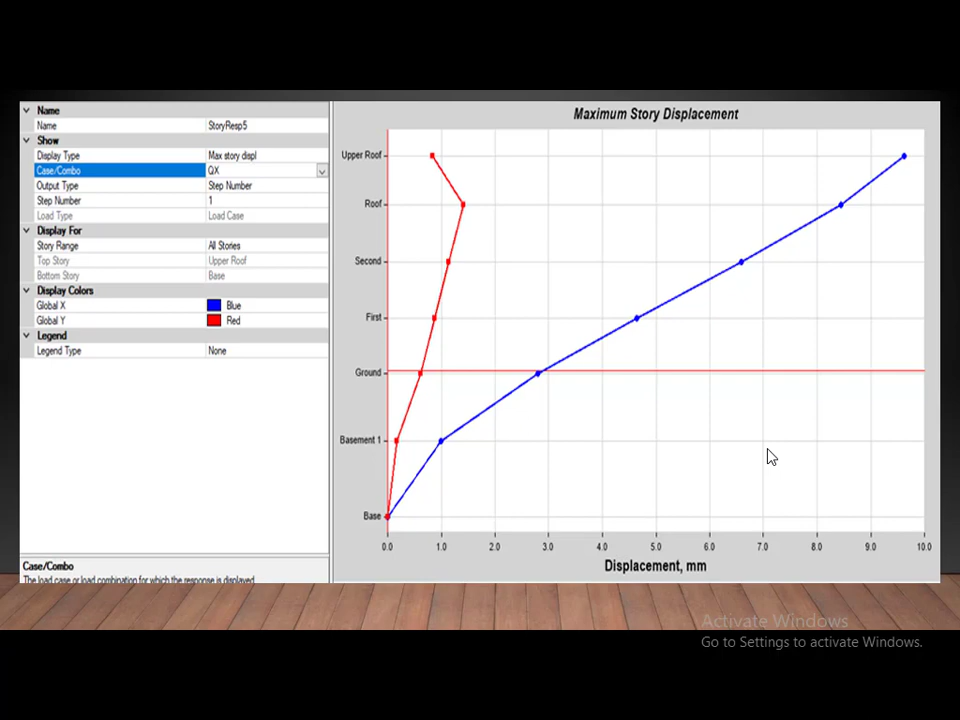 Name
Name StoryResp5
Show
Display Type Max story displ
Case/Combo QX
Output Type Step Number
Step Number 1
Load Type Load Case
Display For
Story Range All Stories
Top Story Upper Roof
Bottom Story Base
Display Colors
Global X Blue
Global Y Red
Legend
Legend Type None
Case/Combo
The load case or load combination for which the response is displayed
Maximum Story Displacement
Upper Roof
Roof
Second
First
Ground
Basement 1
Base
0.0 1.0 2.0 3.0 4.0 5.0 6.0 7.0 8.0 9.0 10.0
Displacement, mm
Activate Windows
Go to Settings to activate Windows.